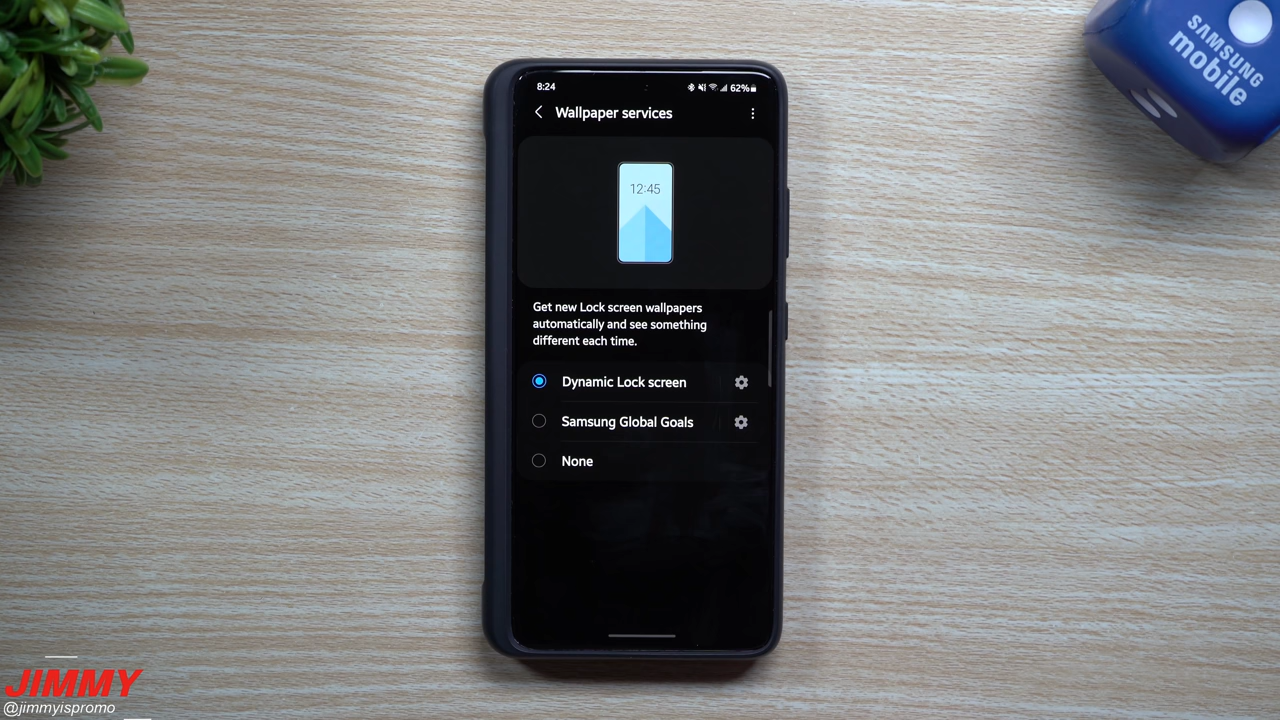 SAMSUNG
mobile
8:24
62%
Wallpaper services
12:45
Get new Lock screen wallpapers
automatically and see something
different each time.
Dynamic Lock screen
Samsung Global Goals
None
JIMMY
@jimmyispromo